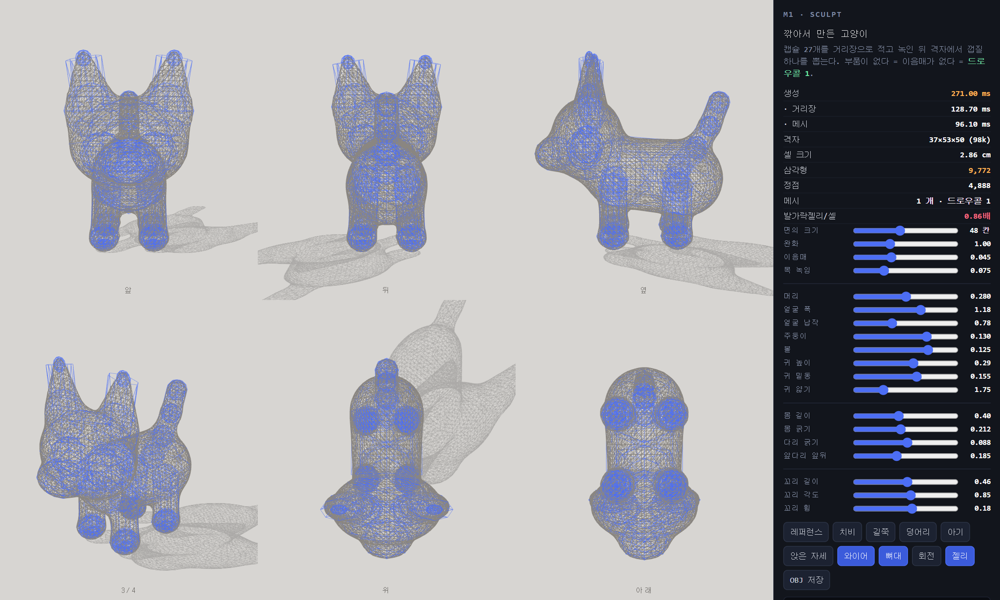 앞
뒤
옆
3/4
위
아래
M1 · SCULPT
깎아서 만든 고양이
캡슐 27개를 거리장으로 적고 녹인 뒤 격자에서 껍질
하나를 뽑는다. 부품이 없다 = 이음매가 없다 = 드로
우콜 1.
생성 271.00 ms
· 거리장 128.70 ms
· 메시 96.10 ms
격자 37×53×50 (98k)
셀 크기 2.86 cm
삼각형 9,772
정점 4,888
메시 1 개 · 드로우콜 1
발가락젤리/셀 0.86배
면의 크기 48 칸
완화 1.00
이음매 0.045
목 녹임 0.075
머리 0.280
얼굴 폭 1.18
얼굴 납작 0.78
주둥이 0.130
볼 0.125
귀 높이 0.29
귀 밑동 0.155
귀 얇기 1.75
몸 길이 0.40
몸 굵기 0.212
다리 굵기 0.088
앞다리 앞뒤 0.185
꼬리 길이 0.46
꼬리 각도 0.85
꼬리 휨 0.18
레퍼런스 치비 길쭉 덩어리 아기
앉은 자세 와이어 뼈대 회전 젤리
OBJ 저장